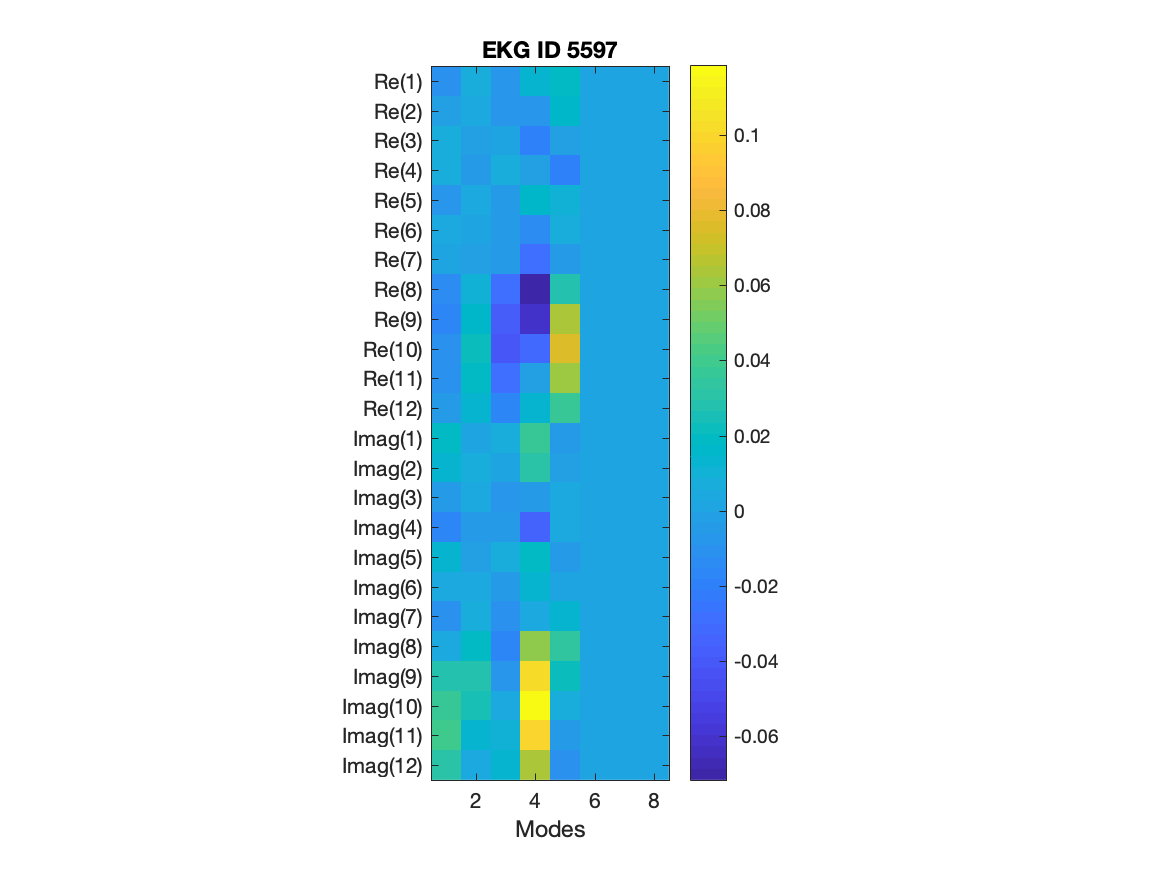 EKG ID 5597
Re(1)
Re(2)
Re(3)
Re(4)
Re(5)
Re(6)
Re(7)
Re(8)
Re(9)
Re(10)
Re(11)
Re(12)
Imag(1)
Imag(2)
Imag(3)
Imag(4)
Imag(5)
Imag(6)
Imag(7)
Imag(8)
Imag(9)
Imag(10)
Imag(11)
Imag(12)
2 4 6 8
Modes
0.1
0.08
0.06
0.04
0.02
0
-0.02
-0.04
-0.06